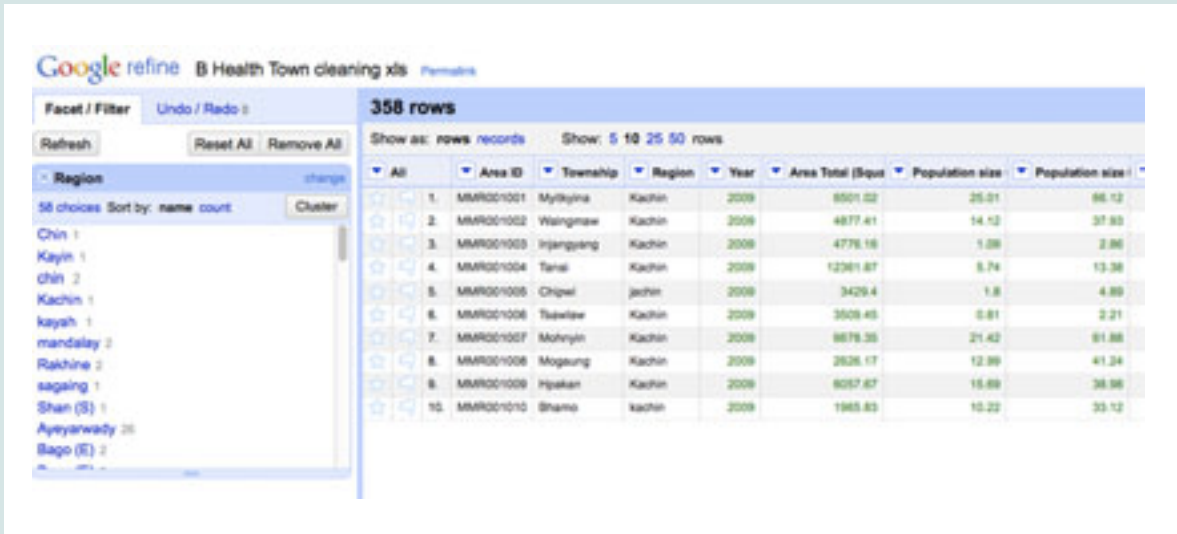 Google refine B Health Town cleaning xls Permalink
Facet / Filter Undo / Redo
Refresh Reset All Remove All
Region change
58 choices Sort by: name count Cluster
Chin 1
Kayin 1
chin 2
Kachin 1
kayah 1
mandalay 2
Rakhine 2
sagaing 1
Shan (S) 1
Ayeyarwady
Bago (E) 2
358 rows
Show as: rows records Show: 5 10 25 50 rows
All Area ID Township Region Year Area Total (Squa Population size Population size
1. MMR001001 Myitkyina Kachin 2009 6501.02 25.01 66.12
2. MMR001002 Waingmaw Kachin 2009 4877.41 14.12 37.93
3. MMR001003 Injangyang Kachin 2009 4776.16 1.09 2.86
4. MMR001004 Tanai Kachin 2009 12361.87 5.74 13.38
5. MMR001005 Chipwi jachin 2009 3429.4 1.8 4.89
6. MMR001006 Tsawlaw Kachin 2009 3509.45 0.81 2.21
7. MMR001007 Mohnyin Kachin 2009 21.42
8. MMR001008 Mogaung Kachin 2009 2626.17 12.99 41.24
9. MMR001009 Hpakan Kachin 2009 6057.67 15.69 38.98
10. MMR001010 Bhamo kachin 2009 1965.83 10.22 33.12